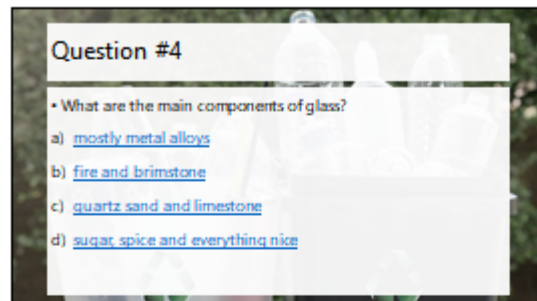 Question #4
• What are the main components of glass?
a) mostly metal alloys
b) fire and brimstone
c) quartz sand and limestone
d) sugar, spice and everything nice